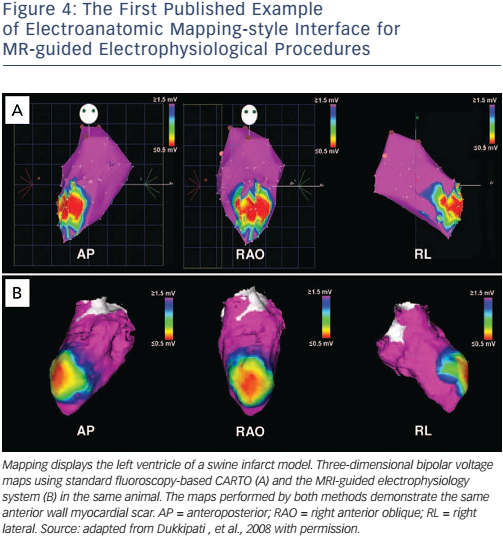 Figure 4: The First Published Example
of Electroanatomic Mapping-style Interface for
MR-guided Electrophysiological Procedures
A
≥1.5 mV
≤0.5 mV
AP
≥1.5 mV
≤0.5 mV
RAO
≥1.5 mV
≤0.5 mV
RL
B
≥1.5 mV
≤0.5 mV
AP
≥1.5 mV
≤0.5 mV
RAO
≥1.5 mV
≤0.5 mV
RL
Mapping displays the left ventricle of a swine infarct model. Three-dimensional bipolar voltage
maps using standard fluoroscopy-based CARTO (A) and the MRI-guided electrophysiology
system (B) in the same animal. The maps performed by both methods demonstrate the same
anterior wall myocardial scar. AP = anteroposterior; RAO = right anterior oblique; RL = right
lateral. Source: adapted from Dukkipati , et al., 2008 with permission.